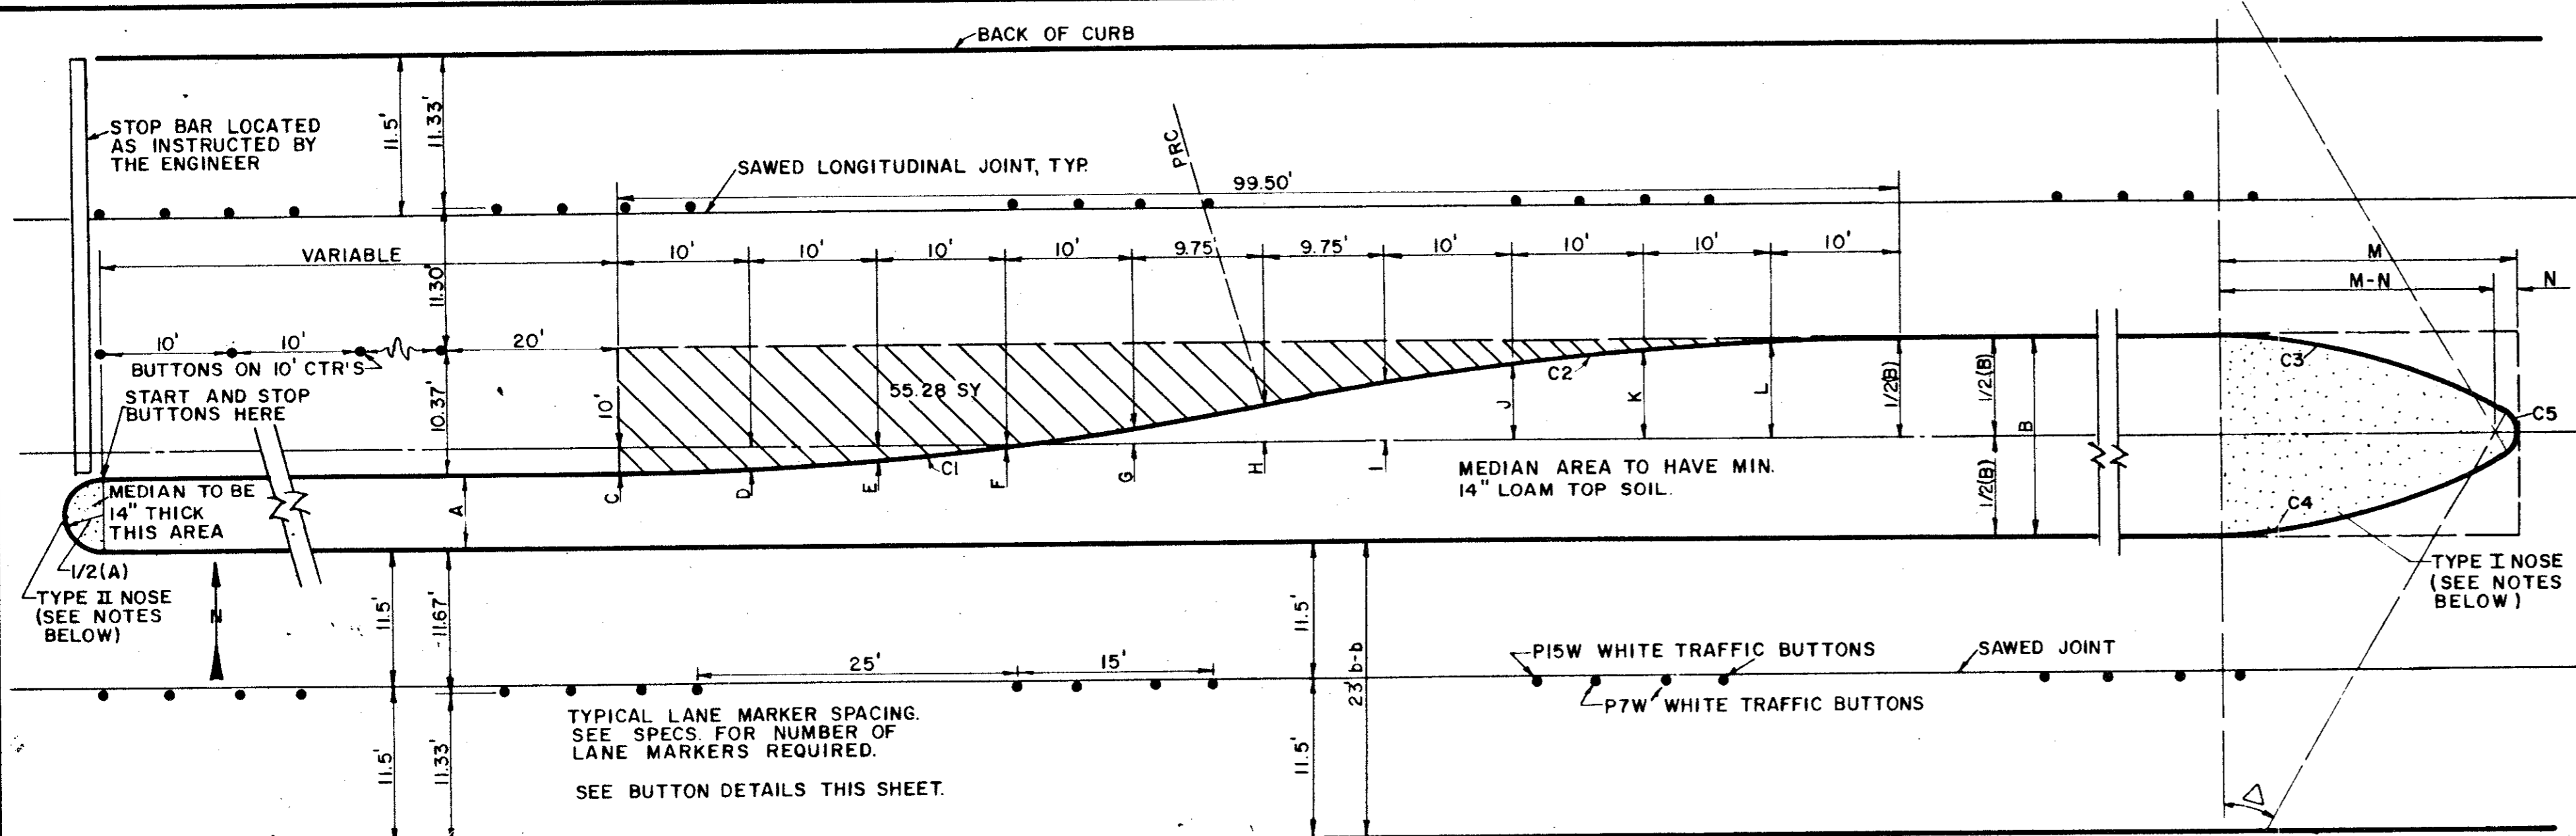 BACK OF CURB
STOP BAR LOCATED
AS INSTRUCTED BY
THE ENGINEER
11.5'
11.33'
SAWED LONGITUDINAL JOINT, TYP.
PRC
99.50'
VARIABLE
11.30'
10'
10'
10'
10'
9.75'
9.75'
10'
10'
10'
10'
M
M-N
N
10'
10'
20'
BUTTONS ON 10' CTR'S
START AND STOP
BUTTONS HERE
10.37'
10'
55.28 SY
C1
C2
C3
C4
C5
C
D
E
F
G
H
I
J
K
L
1/2(B)
1/2(B)
1/2(B)
B
A
MEDIAN AREA TO HAVE MIN.
14" LOAM TOP SOIL.
MEDIAN TO BE
14" THICK
THIS AREA
1/2(A)
TYPE II NOSE
(SEE NOTES
BELOW)
N
TYPE I NOSE
(SEE NOTES
BELOW)
11.5'
11.67'
11.5'
23' b-b
25'
15'
P15W WHITE TRAFFIC BUTTONS
SAWED JOINT
P7W WHITE TRAFFIC BUTTONS
TYPICAL LANE MARKER SPACING.
SEE SPECS. FOR NUMBER OF
LANE MARKERS REQUIRED.
SEE BUTTON DETAILS THIS SHEET.
11.5'
11.33'
11.5'
Δ